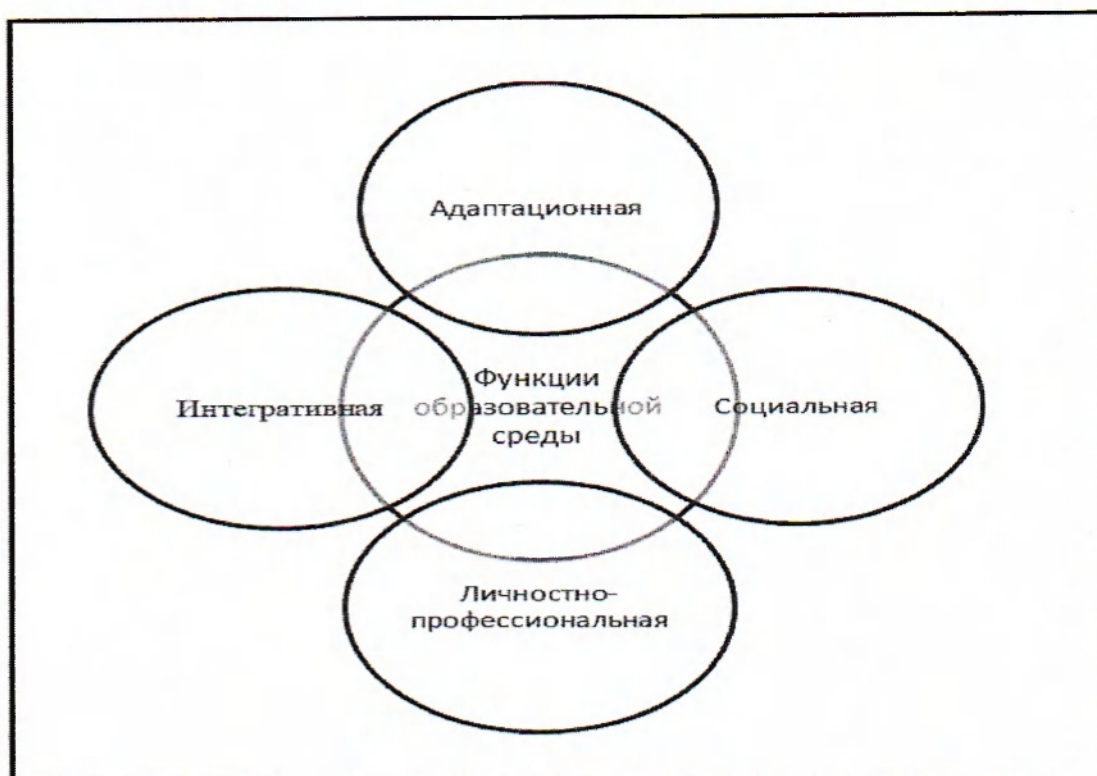 Адаптационная
Интегративная
Функции
образовательной
среды
Социальная
Личностно-
профессиональная